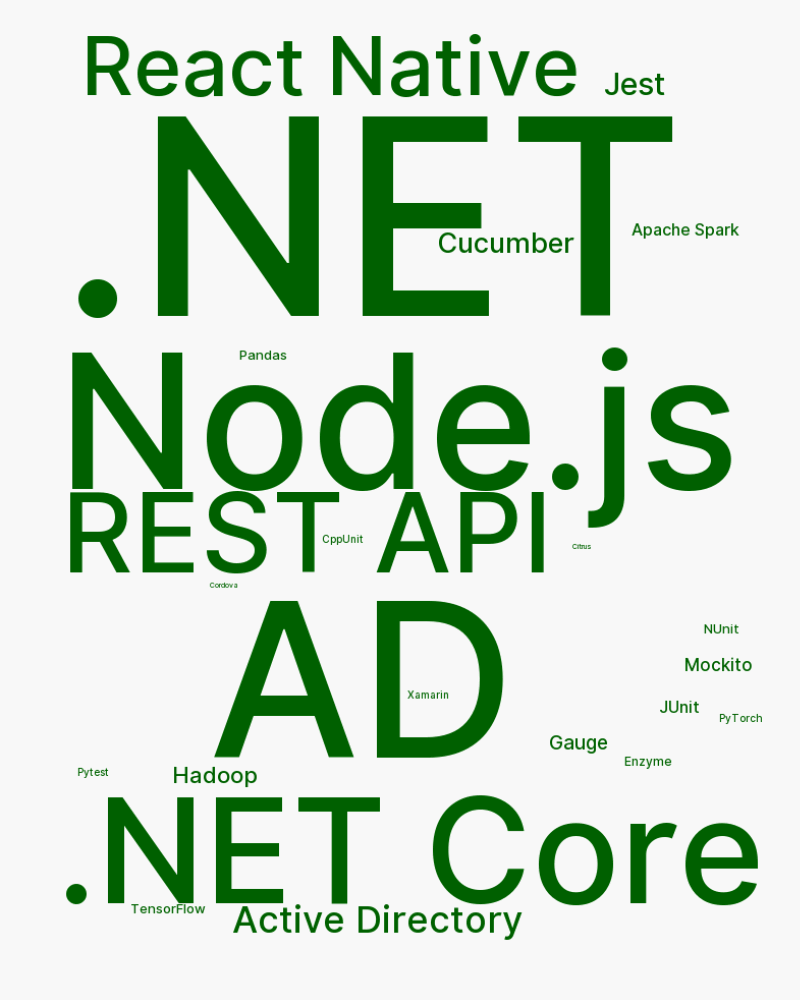 React Native
Jest
.NET
Cucumber
Apache Spark
Pandas
Node.js
REST API
CppUnit
Citrus
Cordova
AD
NUnit
Mockito
Xamarin
JUnit
PyTorch
Gauge
Enzyme
Pytest
Hadoop
.NET Core
TensorFlow
Active Directory